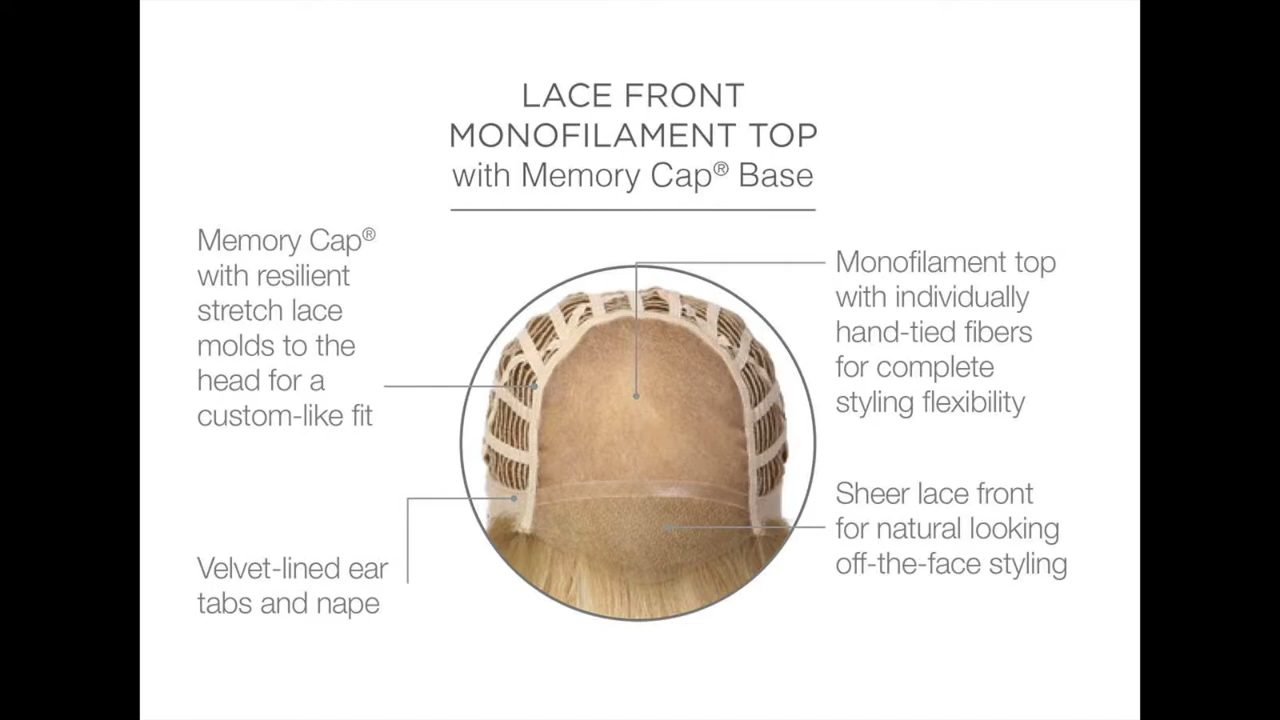 LACE FRONT
MONOFILAMENT TOP
with Memory Cap® Base
Memory Cap®
with resilient
stretch lace
molds to the
head for a
custom-like fit
Velvet-lined ear
tabs and nape
Monofilament top
with individually
hand-tied fibers
for complete
styling flexibility
Sheer lace front
for natural looking
off-the-face styling